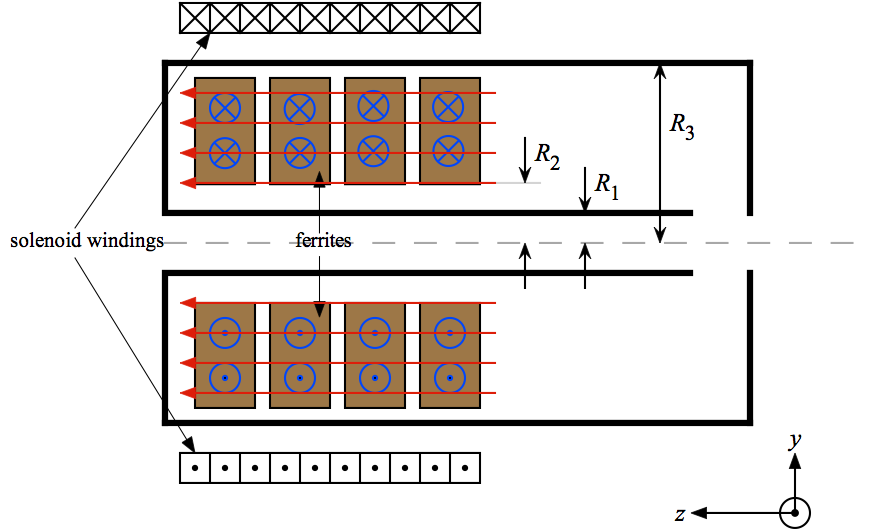 R3
R2
R1
solenoid windings
ferrites
y
z